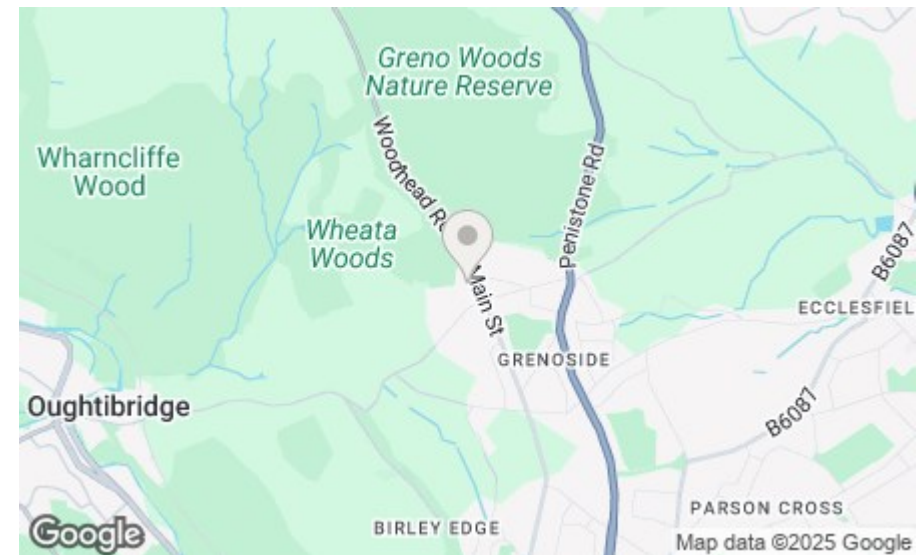 Greno Woods
Nature Reserve
Wharncliffe
Wood
Woodhead
Wheata
Woods
Penistone Rd
Main St
B6087
ECCLESFIEL
GRENOSIDE
Oughtibridge
B6087
PARSON CROSS
BIRLEY EDGE
Google
Map data ©2025 Google